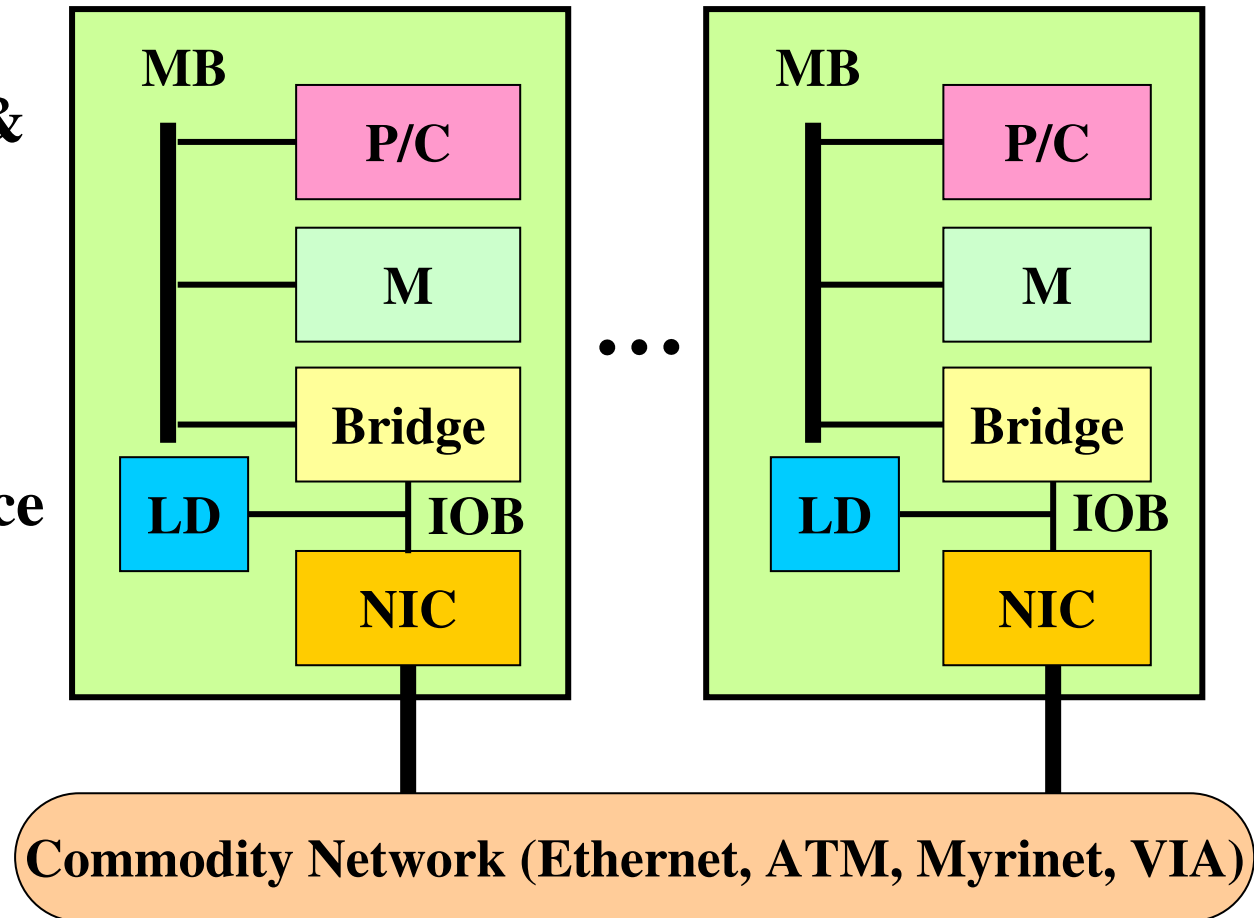 MB
&
P/C
M
Bridge
LD
IOB
NIC
...
MB
P/C
M
Bridge
LD
IOB
NIC
Commodity Network (Ethernet, ATM, Myrinet, VIA)